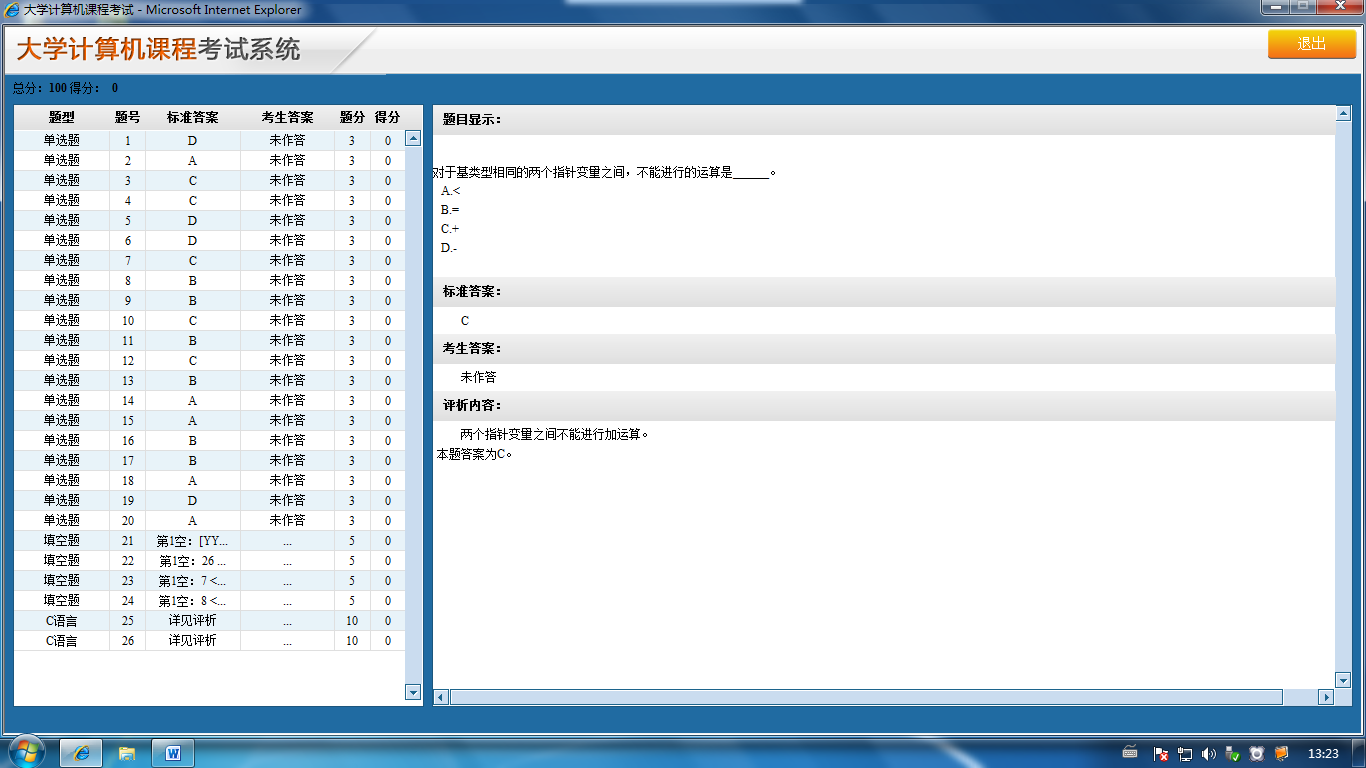 大学计算机课程考试 - Microsoft Internet Explorer
大学计算机课程考试系统
退出
总分：100 得分： 0
题型 题号 标准答案 考生答案 题分 得分
单选题 1 D 未作答 3 0
单选题 2 A 未作答 3 0
单选题 3 C 未作答 3 0
单选题 4 C 未作答 3 0
单选题 5 D 未作答 3 0
单选题 6 D 未作答 3 0
单选题 7 C 未作答 3 0
单选题 8 B 未作答 3 0
单选题 9 B 未作答 3 0
单选题 10 C 未作答 3 0
单选题 11 B 未作答 3 0
单选题 12 C 未作答 3 0
单选题 13 B 未作答 3 0
单选题 14 A 未作答 3 0
单选题 15 A 未作答 3 0
单选题 16 B 未作答 3 0
单选题 17 B 未作答 3 0
单选题 18 A 未作答 3 0
单选题 19 D 未作答 3 0
单选题 20 A 未作答 3 0
填空题 21 第1空：[YY... ... 5 0
填空题 22 第1空：26 ... ... 5 0
填空题 23 第1空：7 <... ... 5 0
填空题 24 第1空：8 <... ... 5 0
C语言 25 详见评析 ... 10 0
C语言 26 详见评析 ... 10 0
题目显示：
对于基类型相同的两个指针变量之间，不能进行的运算是______。
A.<
B.=
C.+
D.-
标准答案：
C
考生答案：
未作答
评析内容：
两个指针变量之间不能进行加运算。
本题答案为C。
13:23